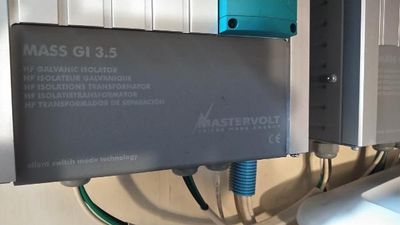 MASS GI 3.5
HF GALVANIC ISOLATOR
HF ISOLATEUR GALVANIQUE
HF ISOLATIONS TRANSFORMATOR
HF ISOLATIETRANSFORMATOR
HF TRANSFORMADOR DE SEPARACIÓN
MASTERVOLT
CE
silent switch mode technology